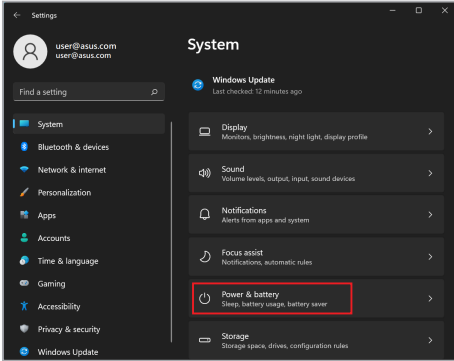 Settings
user@asus.com
user@asus.com
Find a setting
System
Bluetooth & devices
Network & internet
Personalization
Apps
Accounts
Time & language
Gaming
Accessibility
Privacy & security
Windows Update
System
Windows Update
Last checked: 12 minutes ago
Display
Monitors, brightness, night light, display profile
Sound
Volume levels, output, input, sound devices
Notifications
Alerts from apps and system
Focus assist
Notifications, automatic rules
Power & battery
Sleep, battery usage, battery saver
Storage
Storage space, drives, configuration rules